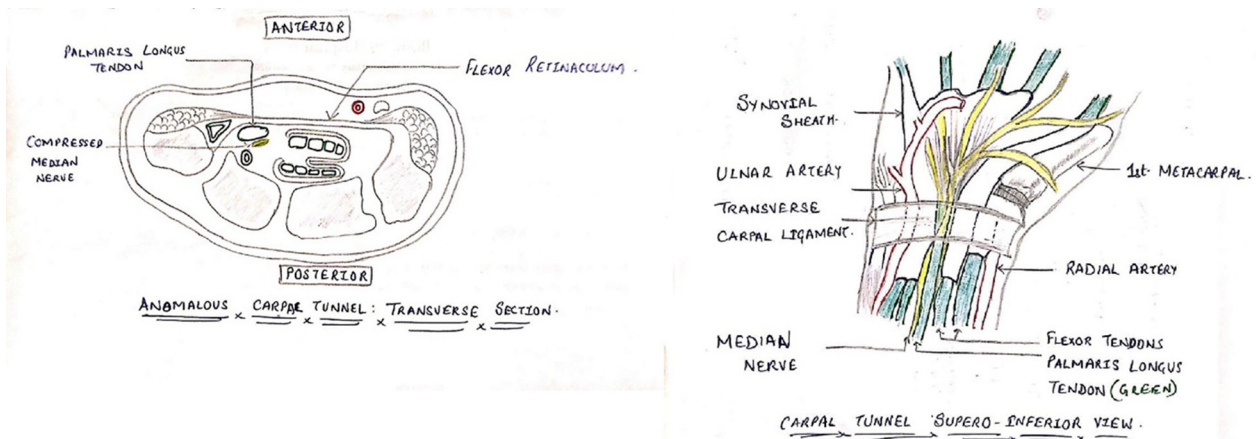 ANTERIOR
PALMARIS LONGUS
TENDON
FLEXOR RETINACULUM.
COMPRESSED
MEDIAN
NERVE
POSTERIOR
ANOMALOUS x CARPAL x TUNNEL: x TRANSVERSE x SECTION.
SYNOVIAL
SHEATH.
ULNAR ARTERY
TRANSVERSE
CARPAL LIGAMENT.
1st METACARPAL.
RADIAL ARTERY
MEDIAN
NERVE
FLEXOR TENDONS
PALMARIS LONGUS
TENDON (GREEN)
CARPAL TUNNEL SUPERO-INFERIOR VIEW.